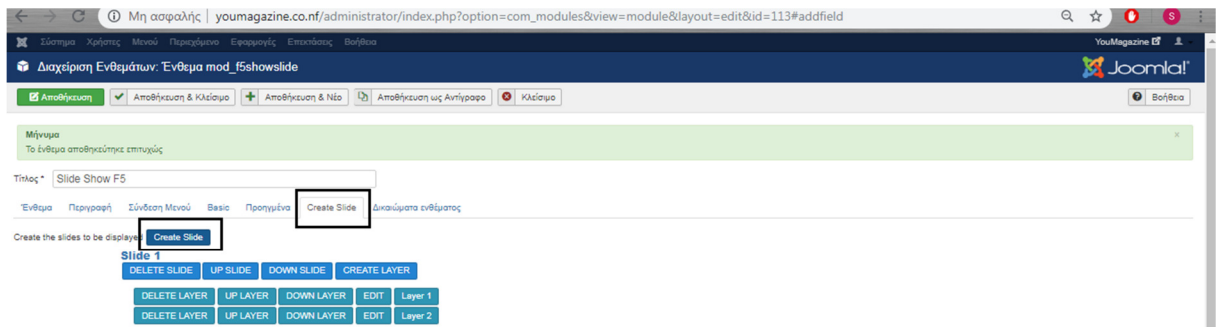 Μη ασφαλής | youmagazine.co.nf/administrator/index.php?option=com_modules&view=module&layout=edit&id=113#addfield
S
Σύστημα Χρήστες Μενού Περιεχόμενο Εφαρμογές Επεκτάσεις Βοήθεια YouMagazine
Διαχείριση Ενθεμάτων: Ένθεμα mod_f5showslide Joomla!
Αποθήκευση Αποθήκευση & Κλείσιμο Αποθήκευση & Νέο Αποθήκευση ως Αντίγραφο Κλείσιμο Βοήθεια
Μήνυμα ×
Το ένθεμα αποθηκεύτηκε επιτυχώς
Τίτλος * Slide Show F5
Ένθεμα Περιγραφή Σύνδεση Μενού Basic Προηγμένα Create Slide Δικαιώματα ενθέματος
Create the slides to be displayed Create Slide
Slide 1
DELETE SLIDE UP SLIDE DOWN SLIDE CREATE LAYER
DELETE LAYER UP LAYER DOWN LAYER EDIT Layer 1
DELETE LAYER UP LAYER DOWN LAYER EDIT Layer 2